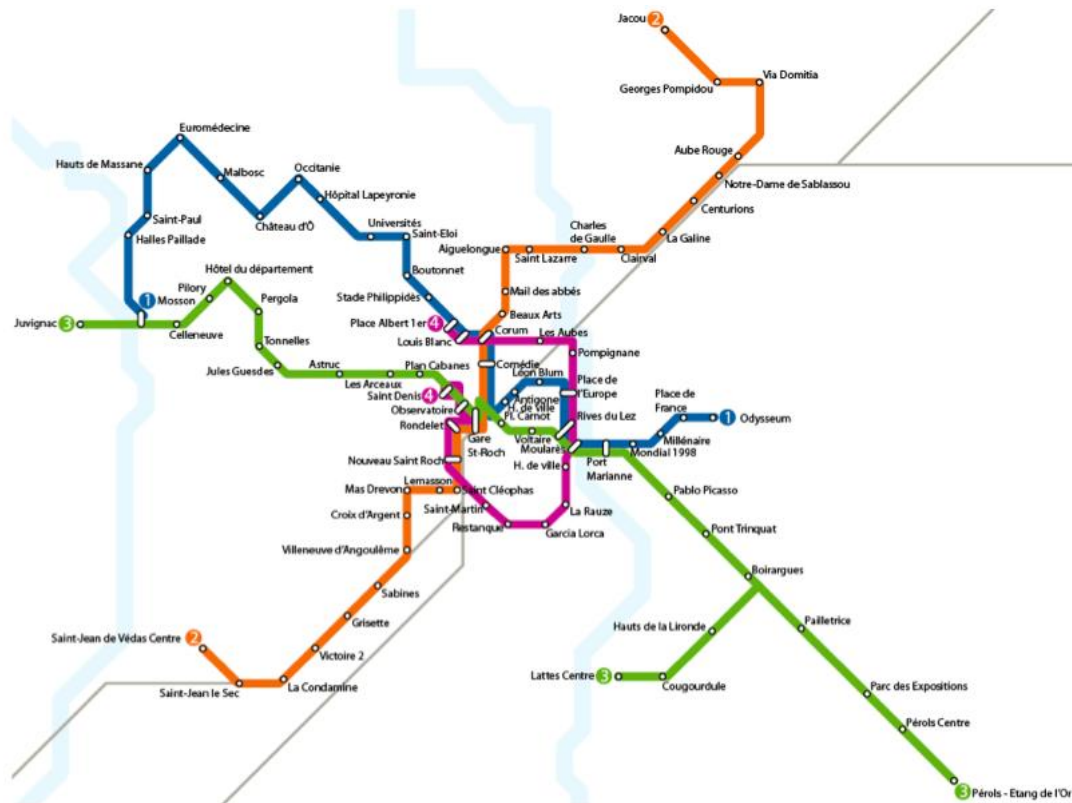 Jacou 2
Via Domitia
Georges Pompidou
Euromédecine
Aube Rouge
Hauts de Massane
Occitanie
Malbosc
Notre-Dame de Sablassou
Hôpital Lapeyronie
Centurions
Saint-Paul
Château d'Ô
Universités
Charles
de Gaulle
Halles Paillade
Saint-Eloi
La Galine
Aiguelongue
Saint Lazarre
Clairval
Hôtel du département
Boutonnet
Pilory
Mail des abbés
Pergola
Stade Philippidès
1
Mosson
Beaux Arts
Juvignac 3
Place Albert 1er 4
Celleneuve
Corum
Les Aubes
Louis Blanc
Tonnelles
Pompignane
Comédie
Astruc
Plan Cabanes
Léon Blum
Jules Guesdes
Place de
l'Europe
Les Arceaux
Antigone
Place de
France
Saint Denis 4
H. de ville
Observatoire
Pl. Carnot
Rives du Lez
1 Odysseum
Rondelet
Gare
St-Roch
Voltaire
Millénaire
Moularès
Mondial 1998
Nouveau Saint Roch
H. de ville
Port
Marianne
Lemasson
Mas Drevon
Saint Cléophas
Pablo Picasso
Saint-Martin
La Rauze
Croix d'Argent
Restanque
Garcia Lorca
Pont Trinquat
Villeneuve d'Angoulême
Boirargues
Sabines
Grisette
Hauts de la Lironde
Pailletrice
Saint-Jean de Védas Centre 2
Victoire 2
Lattes Centre 3
Saint-Jean le Sec
La Condamine
Cougourdule
Parc des Expositions
Pérols Centre
3 Pérols - Etang de l'Or